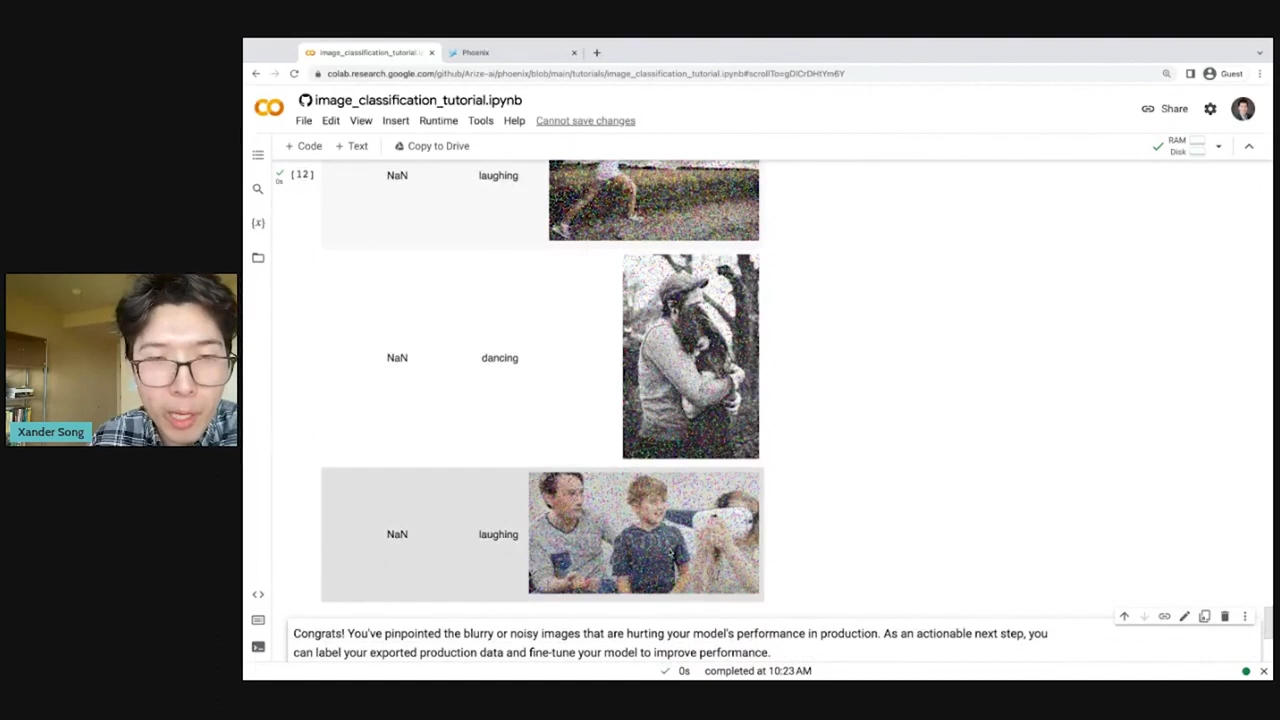 image_classification_tutorial.i
Phoenix
colab.research.google.com/github/Arize-ai/phoenix/blob/main/tutorials/image_classification_tutorial.ipynb#scrollTo=gDlCrDHtYm6Y
Guest
image_classification_tutorial.ipynb
File Edit View Insert Runtime Tools Help Cannot save changes
Share
+ Code + Text Copy to Drive
RAM
Disk
[12]
0s
NaN laughing
{x}
NaN dancing
Xander Song
NaN laughing
Congrats! You've pinpointed the blurry or noisy images that are hurting your model's performance in production. As an actionable next step, you
can label your exported production data and fine-tune your model to improve performance.
0s completed at 10:23 AM